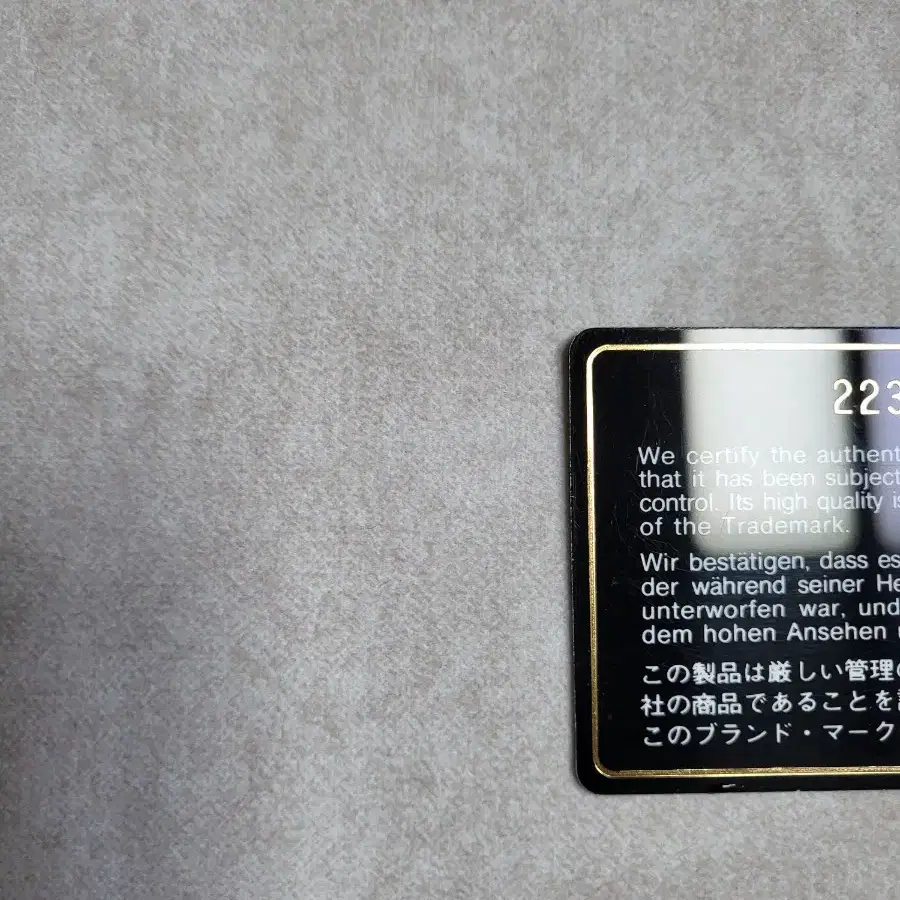 223
We certify the authent
that it has been subject
control. Its high quality is
of the Trademark.
Wir bestätigen, dass es
der während seiner He
unterworfen war, und
dem hohen Ansehen
この製品は厳しい管理の
社の商品であることを
このブランド・マーク